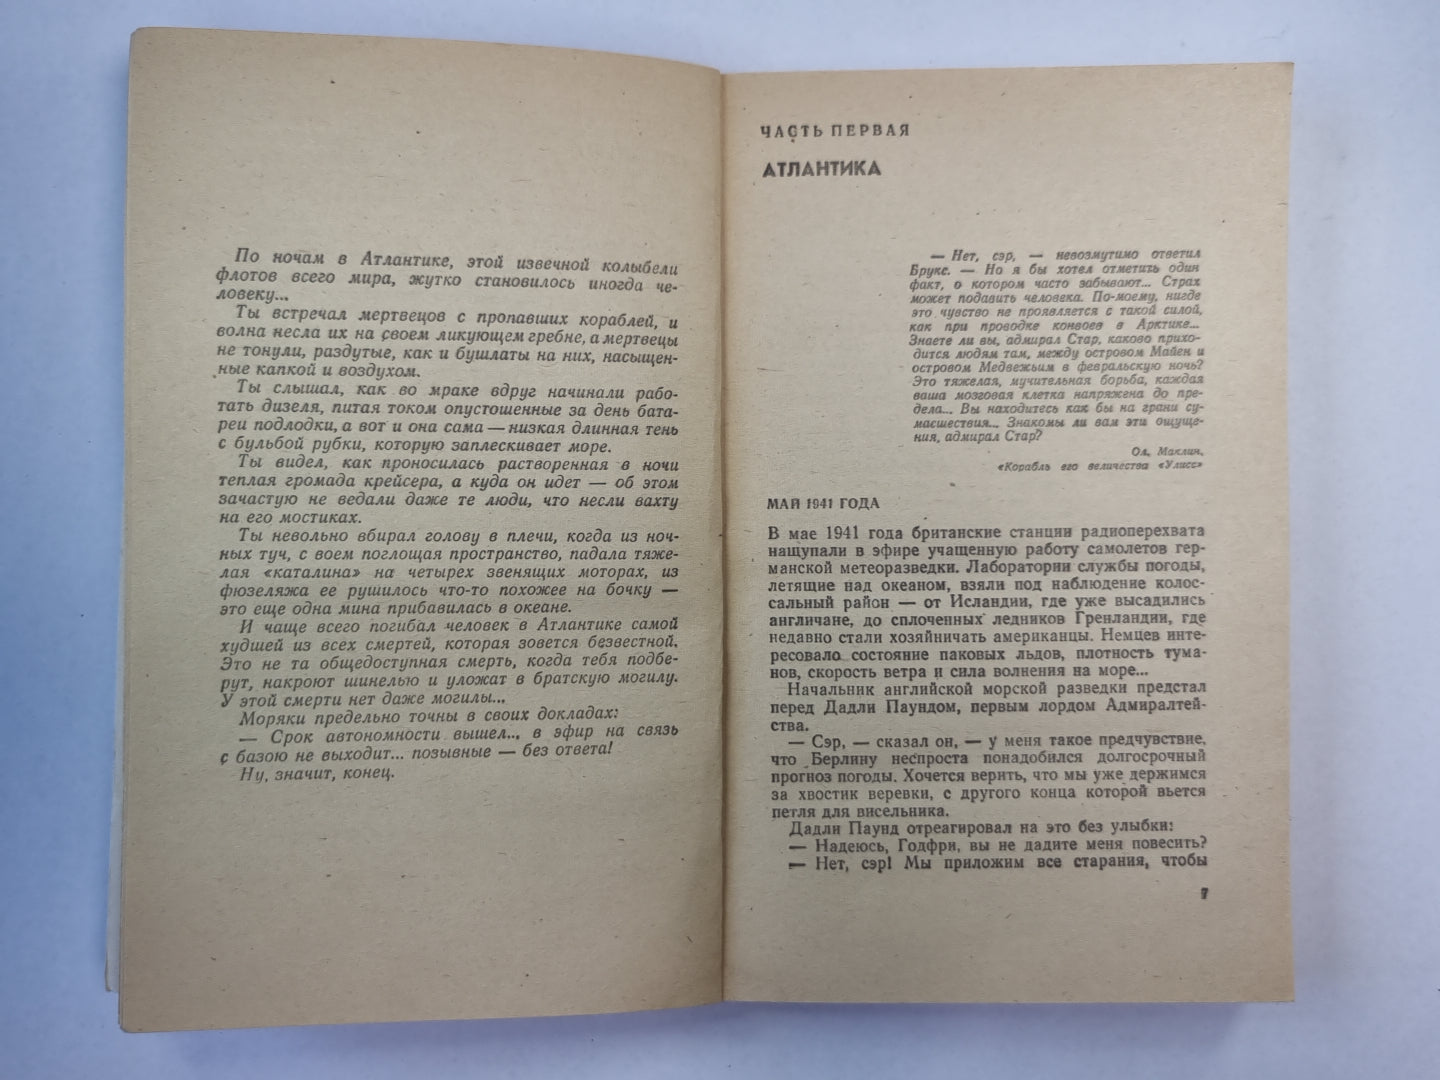 По ночам в Атлантике, этой извечной колыбели
флотов всего мира, жутко становилось иногда че-
ловеку...
Ты встречал мертвецов с пропавших кораблей, и
волна несла их на своем ликующем гребне, а мертвецы
не тонули, раздутые, как и бушлаты на них, насыщен-
ные капкой и воздухом.
Ты слышал, как во мраке вдруг начинали рабо-
тать дизеля, питая током опустошенные за день бата-
реи подлодки, а вот и она сама — низкая длинная тень
с бульбой рубки, которую заплескивает море.
Ты видел, как проносилась растворенная в ночи
теплая громада крейсера, а куда он идет — об этом
зачастую не ведали даже те люди, что несли вахту
на его мостиках.
Ты невольно вбирал голову в плечи, когда из ноч-
ных туч, с воем поглощая пространство, падала тяже-
лая «каталина» на четырех звенящих моторах, из
фюзеляжа ее рушилось что-то похожее на бочку —
это еще одна мина прибавилась в океане.
И чаще всего погибал человек в Атлантике самой
худшей из всех смертей, которая зовется безвестной.
Это не та общедоступная смерть, когда тебя подбе-
рут, накроют шинелью и уложат в братскую могилу.
У этой смерти нет даже могилы...
Моряки предельно точны в своих докладах:
— Срок автономности вышел... в эфир на связь
с базою не выходит... позывные — без ответа!
Ну, значит, конец.
ЧАСТЬ ПЕРВАЯ
АТЛАНТИКА
— Нет, сэр, — невозмутимо ответил
Брукс. — Но я бы хотел отметить один
факт, о котором часто забывают... Страх
может подавить человека. По-моему, нигде
это чувство не проявляется с такой силой,
как при проводке конвоев в Арктике...
Знаете ли вы, адмирал Стар, каково прихо-
дится людям там, между островом Майен и
островом Медвежьим в февральскую ночь?
Это тяжелая, мучительная борьба, каждая
ваша мозговая клетка напряжена до пре-
дела... Вы находитесь как бы на грани су-
масшествия... Знакомы ли вам эти ощуще-
ния, адмирал Стар?
Ол. Маклин,
«Корабль его величества «Улисс»
МАЙ 1941 ГОДА
В мае 1941 года британские станции радиоперехвата
нащупали в эфире учащенную работу самолетов гер-
манской метеоразведки. Лаборатории службы погоды,
летящие над океаном, взяли под наблюдение колос-
сальный район — от Исландии, где уже высадились
англичане, до сплоченных ледников Гренландии, где
недавно стали хозяйничать американцы. Немцев инте-
ресовало состояние паковых льдов, плотность тума-
нов, скорость ветра и сила волнения на море...
Начальник английской морской разведки предстал
перед Дадли Паундом, первым лордом Адмиралтей-
ства.
— Сэр, — сказал он, — у меня такое предчувствие,
что Берлину неспроста понадобился долгосрочный
прогноз погоды. Хочется верить, что мы уже держимся
за хвостик веревки, с другого конца которой вьется
петля для висельника.
Дадли Паунд отреагировал на это без улыбки:
— Надеюсь, Годфри, вы не дадите меня повесить?
— Нет, сэр! Мы приложим все старания, чтобы
7